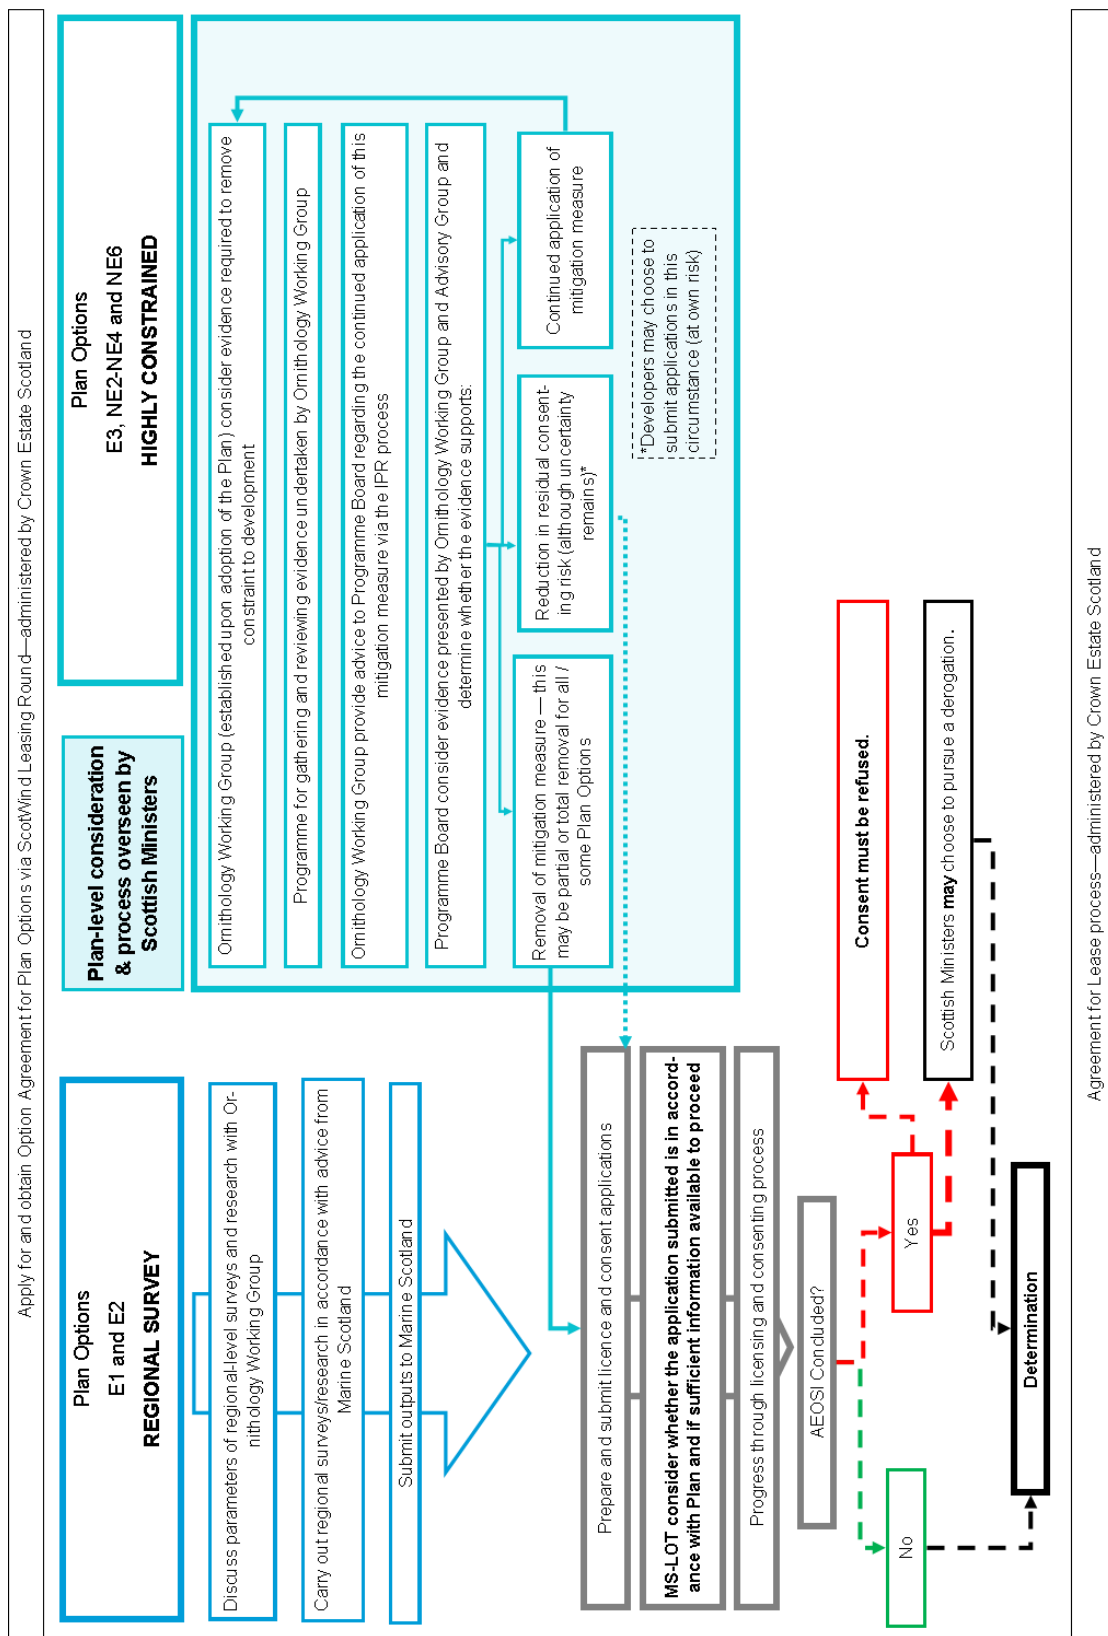 Apply for and obtain Option Agreement for Plan Options via ScotWind Leasing Round—administered by Crown Estate Scotland
Plan Options
E1 and E2
REGIONAL SURVEY
Discuss parameters of regional-level surveys and research with Or-
nithology Working Group
Carry out regional surveys/research in accordance with advice from
Marine Scotland
Submit outputs to Marine Scotland
Plan-level consideration
& process overseen by
Scottish Ministers
Plan Options
E3, NE2-NE4 and NE6
HIGHLY CONSTRAINED
Ornithology Working Group (established upon adoption of the Plan) consider evidence required to remove
constraint to development
Programme for gathering and reviewing evidence undertaken by Ornithology Working Group
Ornithology Working Group provide advice to Programme Board regarding the continued application of this
mitigation measure via the IPR process
Programme Board consider evidence presented by Ornithology Working Group and Advisory Group and
determine whether the evidence supports:
Removal of mitigation measure — this
may be partial or total removal for all /
some Plan Options
Reduction in residual consent-
ing risk (although uncertainty
remains)*
Continued application of
mitigation measure
*Developers may choose to
submit applications in this
circumstance (at own risk)
Prepare and submit licence and consent applications
MS-LOT consider whether the application submitted is in accord-
ance with Plan and if sufficient information available to proceed
Progress through licensing and consenting process
AEOSI Concluded?
No
Yes
Consent must be refused.
Scottish Ministers may choose to pursue a derogation.
Determination
Agreement for Lease process—administered by Crown Estate Scotland